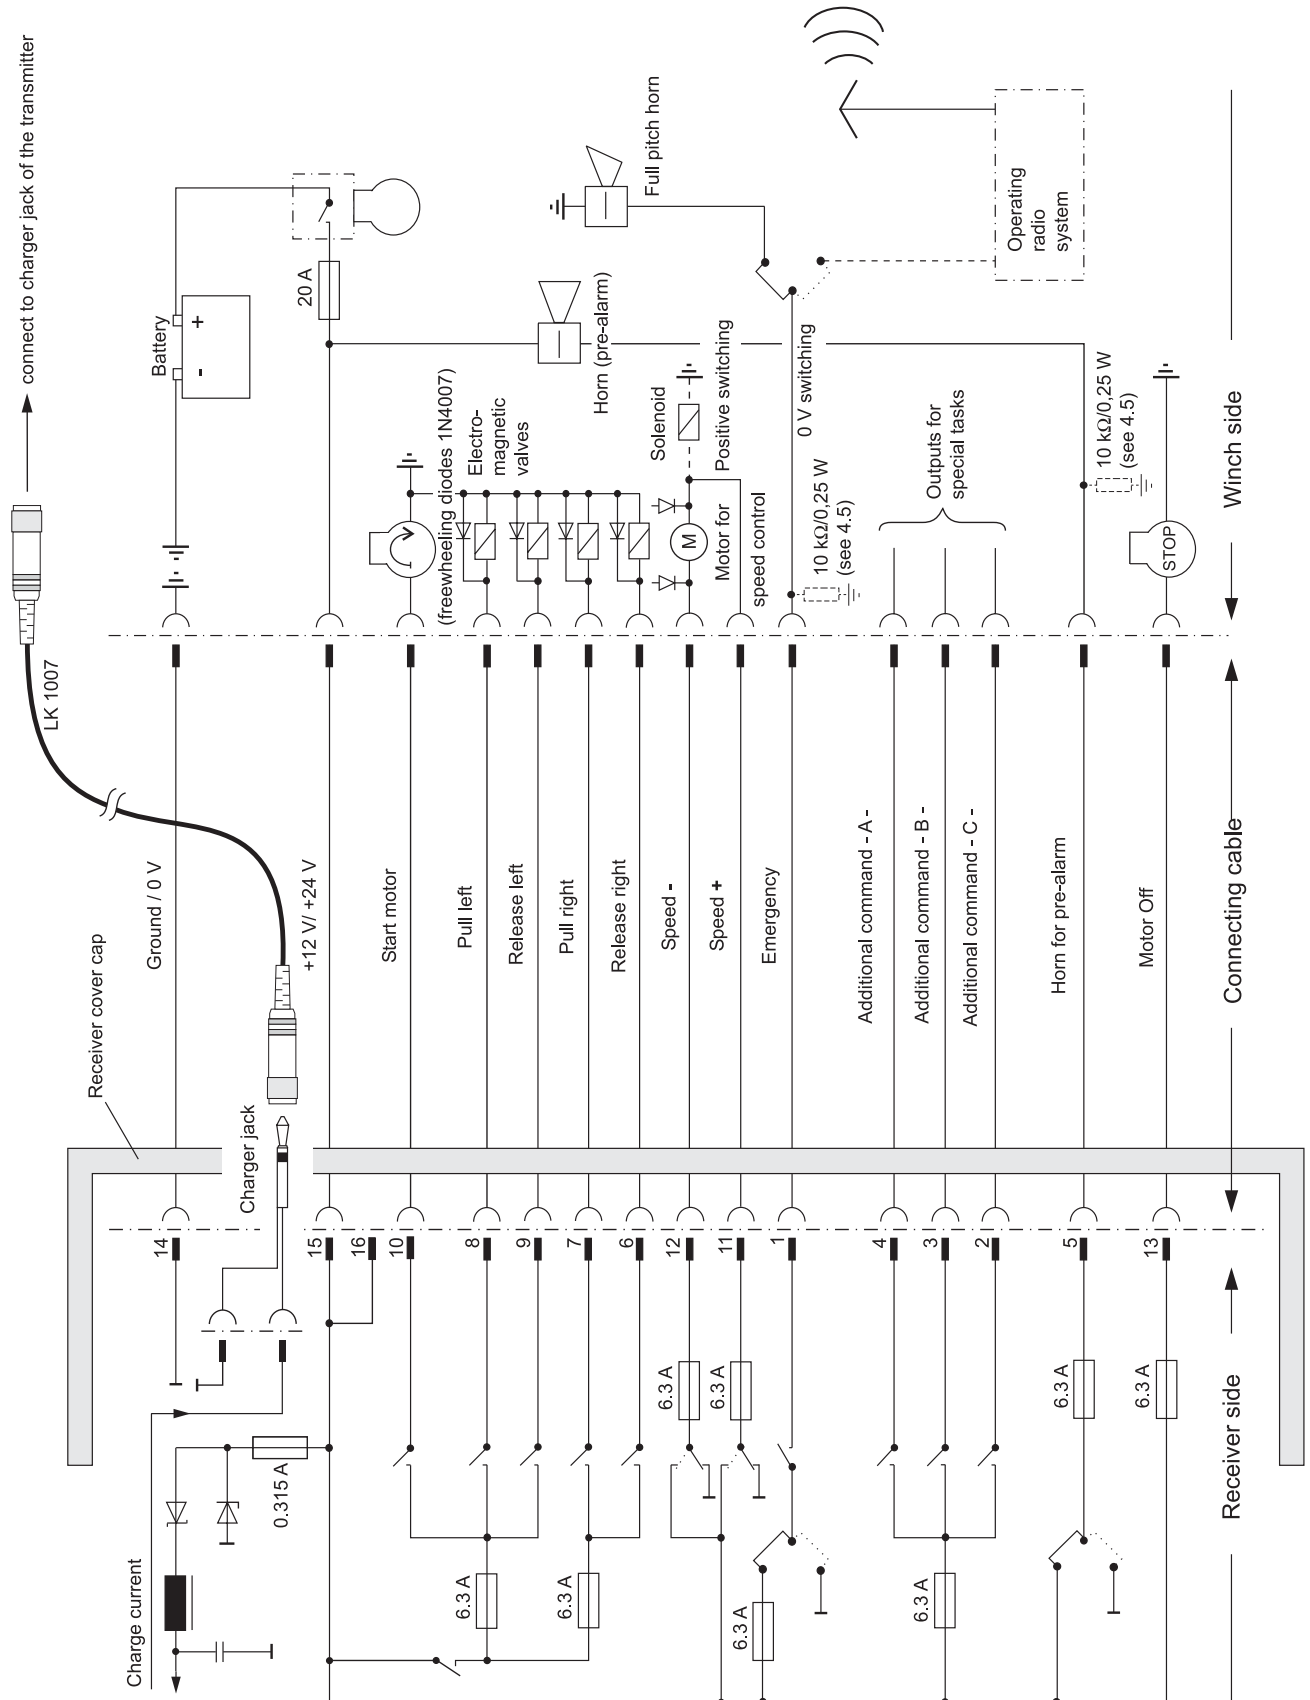 connect to charger jack of the transmitter
LK 1007
Battery
+
-
20 A
Full pitch horn
Operating
radio
system
Horn (pre-alarm)
(freewheeling diodes 1N4007)
Electro-
magnetic
valves
Solenoid
Positive switching
0 V switching
M
Motor for
speed control
10 kΩ/0,25 W
(see 4.5)
Outputs for
special tasks
10 kΩ/0,25 W
(see 4.5)
STOP
Winch side
Receiver cover cap
Charger jack
Ground / 0 V
+12 V/ +24 V
Start motor
Pull left
Release left
Pull right
Release right
Speed -
Speed +
Emergency
Additional command - A -
Additional command - B -
Additional command - C -
Horn for pre-alarm
Motor Off
Connecting cable
14
15
16
10
8
9
7
6
12
11
1
4
3
2
5
13
Charge current
0.315 A
6.3 A
6.3 A
6.3 A
6.3 A
6.3 A
6.3 A
6.3 A
6.3 A
Receiver side